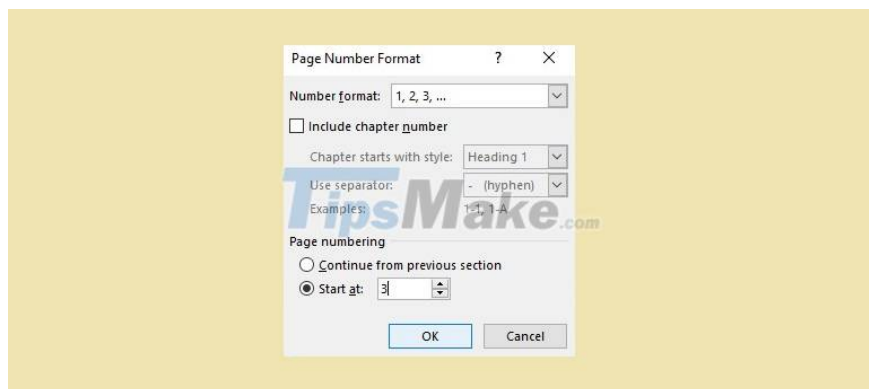 Page Number Format ? X
Number format: 1, 2, 3, ...
Include chapter number
Chapter starts with style: Heading 1
Use separator: - (hyphen)
Examples: 1-1, 1-A
TipsMake.com
Page numbering
Continue from previous section
Start at: 3
OK Cancel